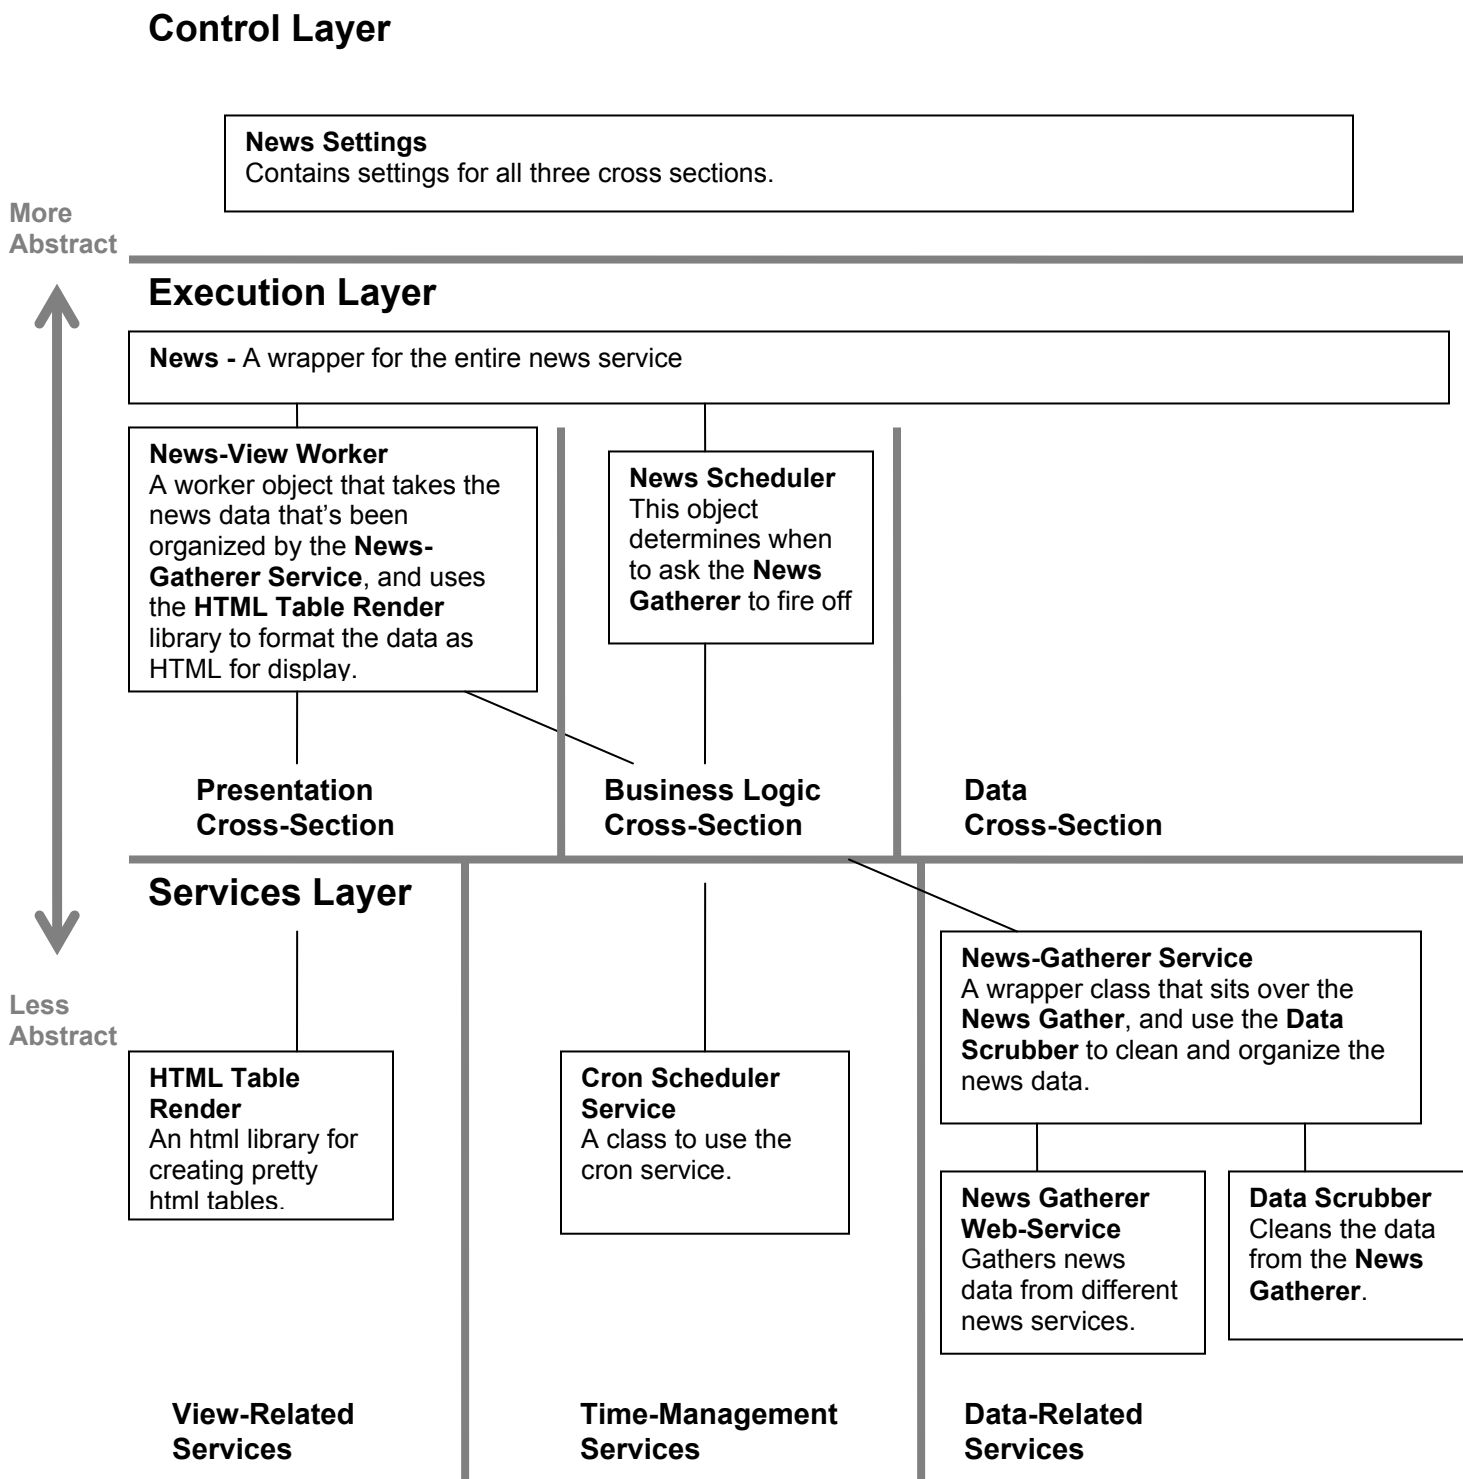 Control Layer
News Settings
Contains settings for all three cross sections.
More
Abstract
Execution Layer
News - A wrapper for the entire news service
News-View Worker
A worker object that takes the
news data that's been
organized by the News-
Gatherer Service, and uses
the HTML Table Render
library to format the data as
HTML for display.
News Scheduler
This object
determines when
to ask the News
Gatherer to fire off
Presentation
Cross-Section
Business Logic
Cross-Section
Data
Cross-Section
Services Layer
Less
Abstract
HTML Table
Render
An html library for
creating pretty
html tables.
Cron Scheduler
Service
A class to use the
cron service.
News-Gatherer Service
A wrapper class that sits over the
News Gather, and use the Data
Scrubber to clean and organize the
news data.
News Gatherer
Web-Service
Gathers news
data from different
news services.
Data Scrubber
Cleans the data
from the News
Gatherer.
View-Related
Services
Time-Management
Services
Data-Related
Services